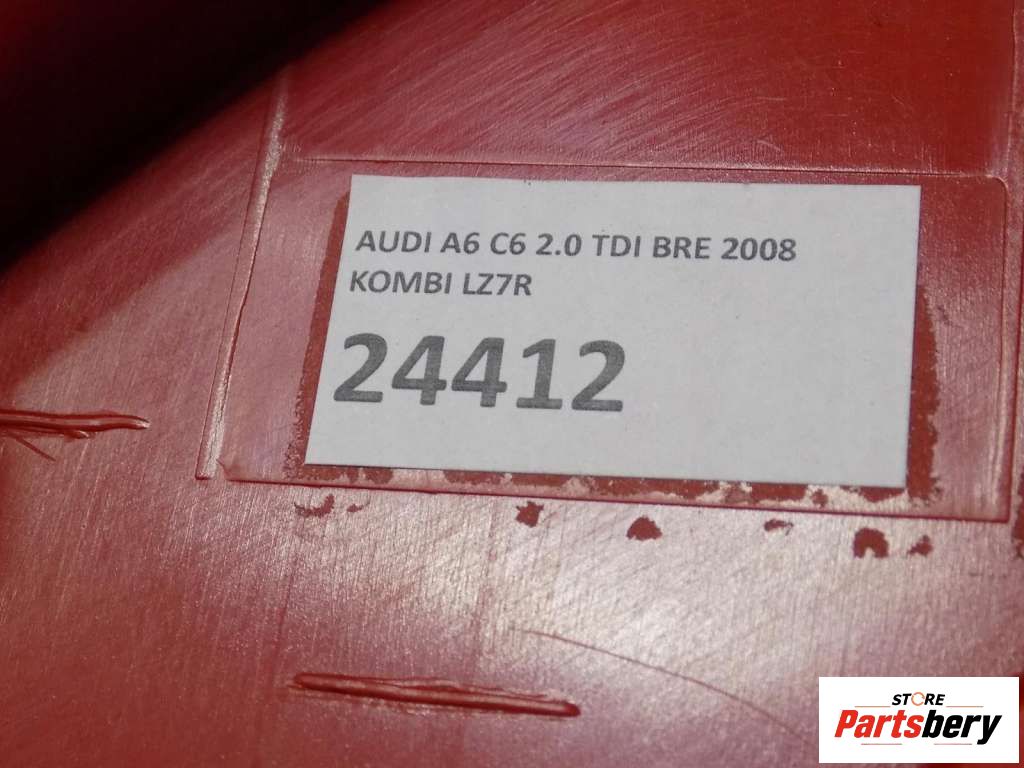 AUDI A6 C6 2.0 TDI BRE 2008
KOMBI LZ7R
24412
STORE
Partsbery